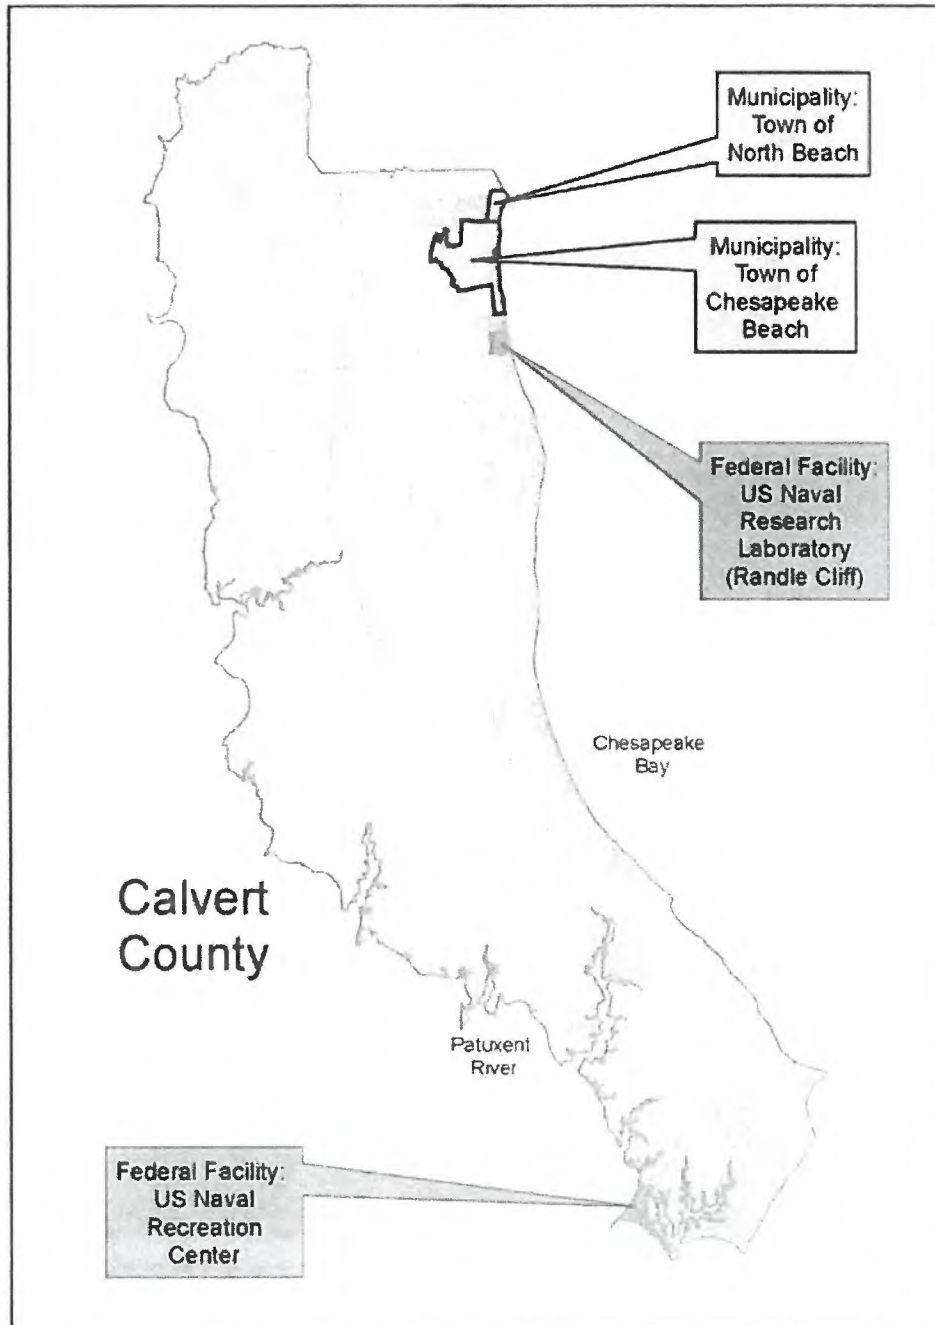 Municipality:
Town of
North Beach
Municipality:
Town of
Chesapeake
Beach
Federal Facility:
US Naval
Research
Laboratory
(Randle Cliff)
Chesapeake
Bay
Calvert
County
Patuxent
River
Federal Facility:
US Naval
Recreation
Center